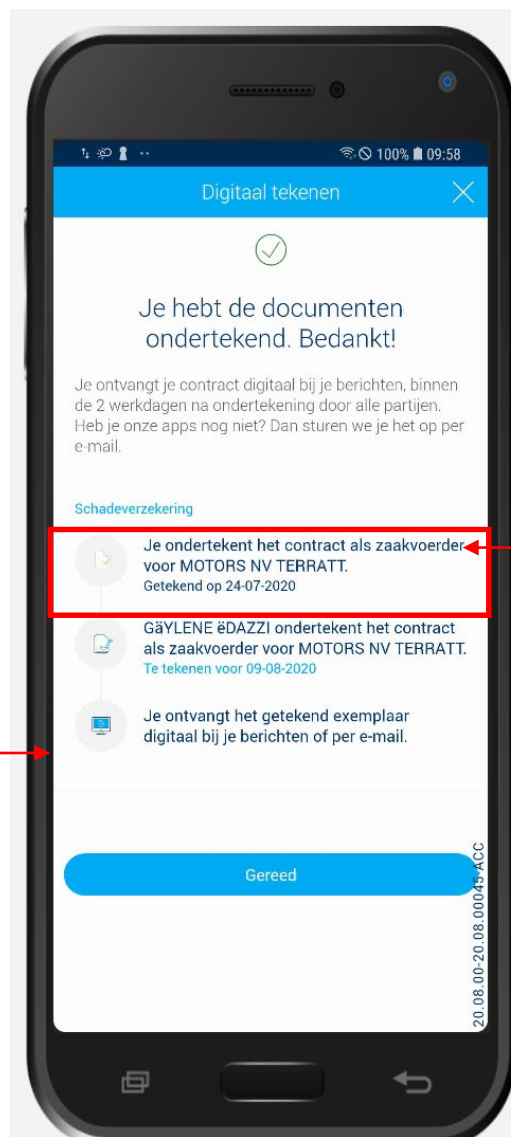 100% 09:58
Digitaal tekenen
Je hebt de documenten
ondertekend. Bedankt!
Je ontvangt je contract digitaal bij je berichten, binnen
de 2 werkdagen na ondertekening door alle partijen.
Heb je onze apps nog niet? Dan sturen we je het op per
e-mail.
Schadeverzekering
Je ondertekent het contract als zaakvoerder
voor MOTORS NV TERRATT.
Getekend op 24-07-2020
GäYLENE ëDAZZI ondertekent het contract
als zaakvoerder voor MOTORS NV TERRATT.
Te tekenen voor 09-08-2020
Je ontvangt het getekend exemplaar
digitaal bij je berichten of per e-mail.
Gereed
20.08.00-20.08.00045-ACC